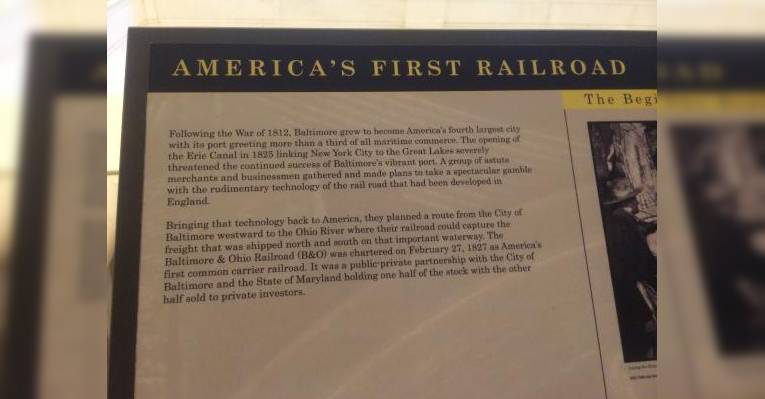 AMERICA'S FIRST RAILROAD
The Begi
Following the War of 1812, Baltimore grew to become America's fourth largest city
with its port greeting more than a third of all maritime commerce. The opening of
the Erie Canal in 1825 linking New York City to the Great Lakes severely
threatened the continued success of Baltimore's vibrant port. A group of astute
merchants and businessmen gathered and made plans to take a spectacular gamble
with the rudimentary technology of the rail road that had been developed in
England.
Bringing that technology back to America, they planned a route from the City of
Baltimore westward to the Ohio River where their railroad could capture the
freight that was shipped north and south on that important waterway. The
Baltimore & Ohio Railroad (B&O) was chartered on February 27, 1827 as America's
first common carrier railroad. It was a public-private partnership with the City of
Baltimore and the State of Maryland holding one half of the stock with the other
half sold to private investors.